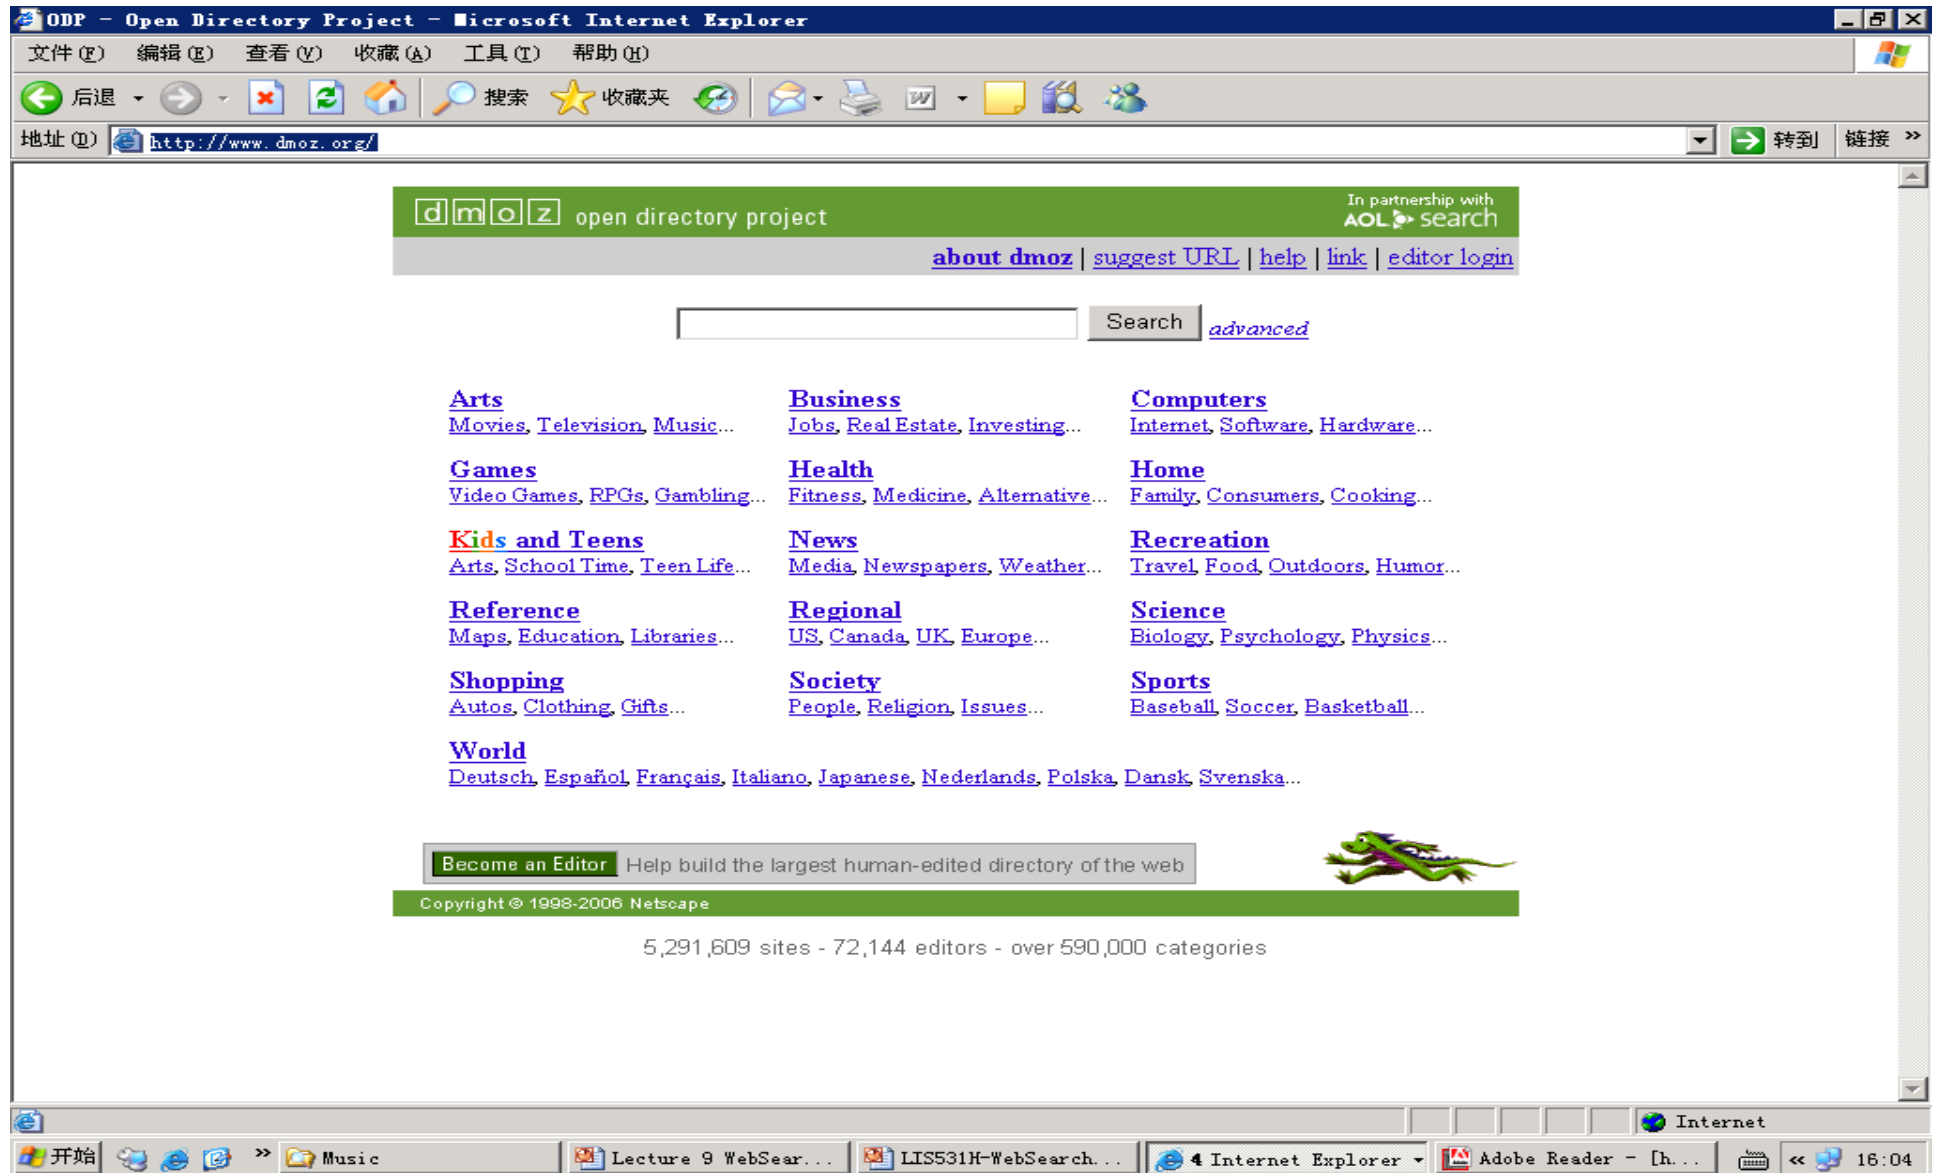 ODP - Open Directory Project - Microsoft Internet Explorer
文件(F) 编辑(E) 查看(V) 收藏(A) 工具(T) 帮助(H)
后退 搜索 收藏夹
地址(D) http://www.dmoz.org/ 转到 链接 »
dmoz open directory project
In partnership with
AOL search
about dmoz | suggest URL | help | link | editor login
Search advanced
Arts Business Computers
Movies, Television, Music... Jobs, Real Estate, Investing... Internet, Software, Hardware...
Games Health Home
Video Games, RPGs, Gambling... Fitness, Medicine, Alternative... Family, Consumers, Cooking...
Kids and Teens News Recreation
Arts, School Time, Teen Life... Media, Newspapers, Weather... Travel, Food, Outdoors, Humor...
Reference Regional Science
Maps, Education, Libraries... US, Canada, UK, Europe... Biology, Psychology, Physics...
Shopping Society Sports
Autos, Clothing, Gifts... People, Religion, Issues... Baseball, Soccer, Basketball...
World
Deutsch, Español, Français, Italiano, Japanese, Nederlands, Polska, Dansk, Svenska...
Become an Editor Help build the largest human-edited directory of the web
Copyright © 1998-2006 Netscape
5,291,609 sites - 72,144 editors - over 590,000 categories
Internet
开始 » Music Lecture 9 WebSear... LIS531H-WebSearch... 4 Internet Explorer Adobe Reader - [h... « 16:04